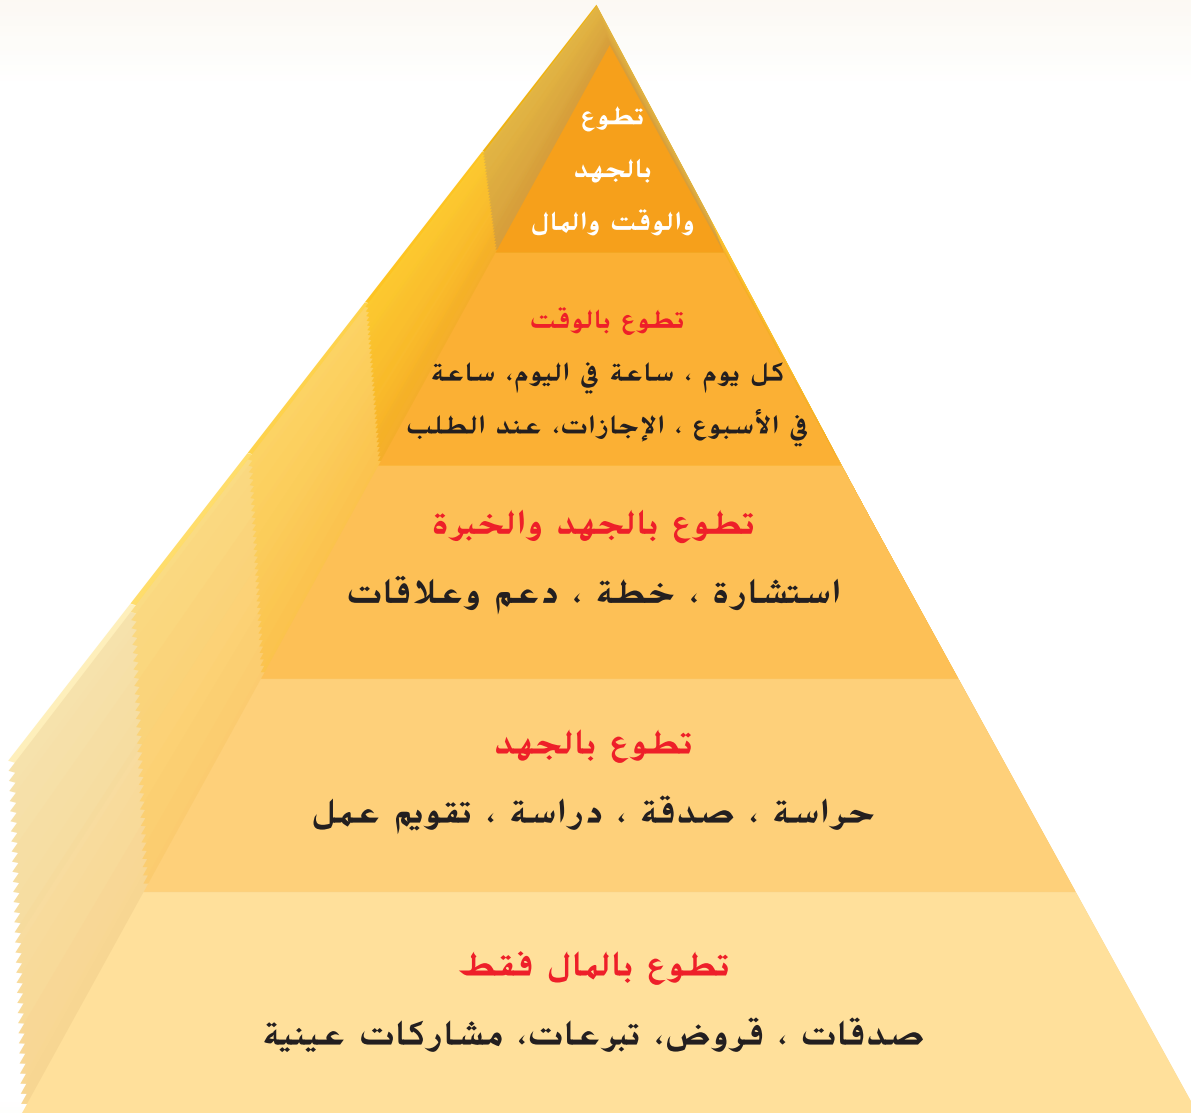 تطوع
بالجهد
والوقت والمال
تطوع بالوقت
كل يوم ، ساعة في اليوم، ساعة
في الأسبوع ، الإجازات، عند الطلب
تطوع بالجهد والخبرة
استشارة ، خطة ، دعم وعلاقات
تطوع بالجهد
حراسة ، صدقة ، دراسة ، تقويم عمل
تطوع بالمال فقط
صدقات ، قروض، تبرعات، مشاركات عينية